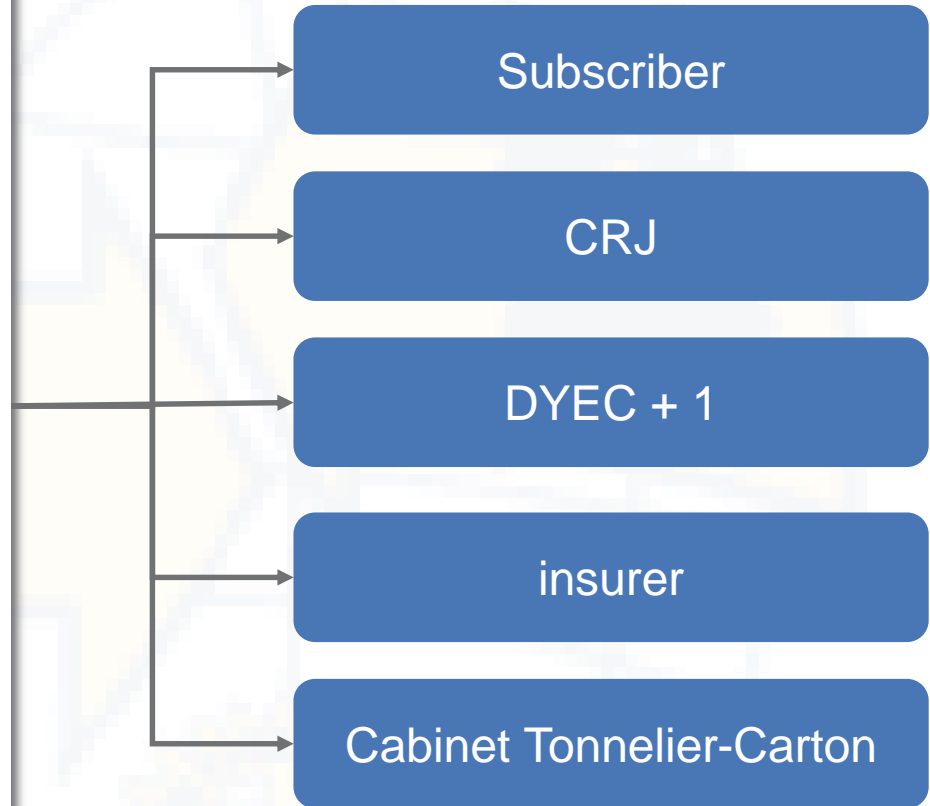 Subscriber
CRJ
DYEC + 1
insurer
Cabinet Tonnelier-Carton